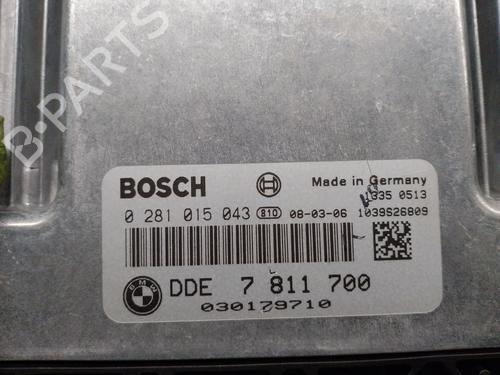 B-PARTS
BOSCH Made in Germany
1335 0513
0 281 015 043 810 08-03-06 1039S26809
BMW DDE 7 811 700
030179710